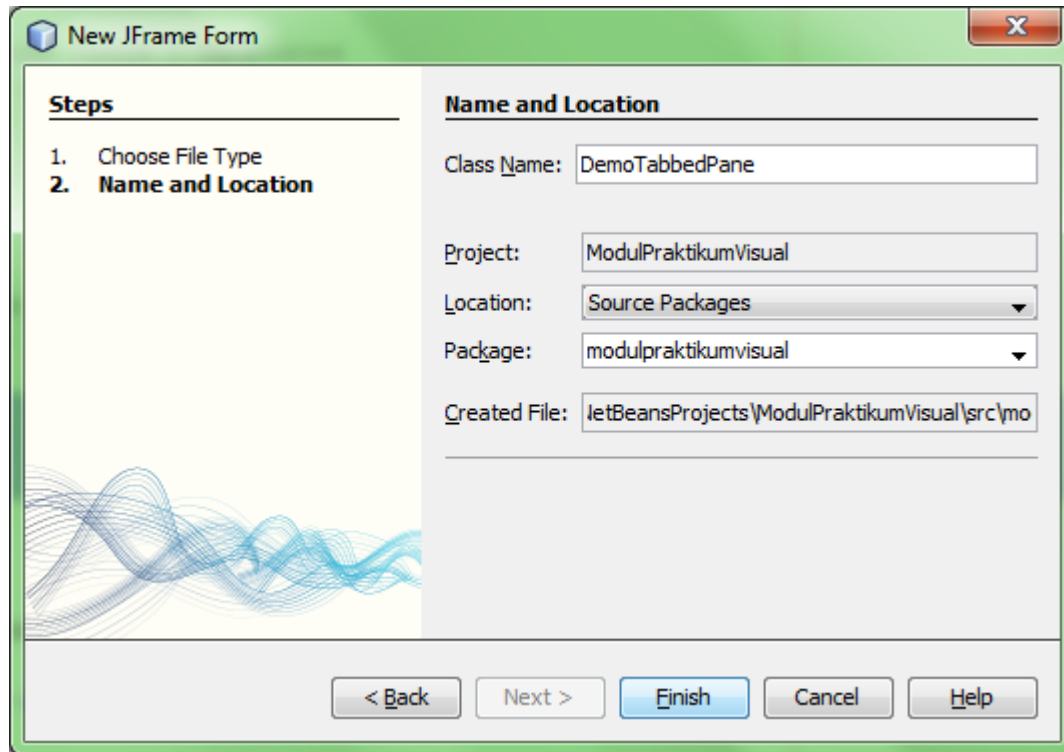 New JFrame Form
Steps
1. Choose File Type
2. Name and Location
Name and Location
Class Name: DemoTabbedPane
Project: ModulPraktikumVisual
Location: Source Packages
Package: modulpraktikumvisual
Created File: NetBeansProjects\ModulPraktikumVisual\src\mo
< Back Next > Finish Cancel Help